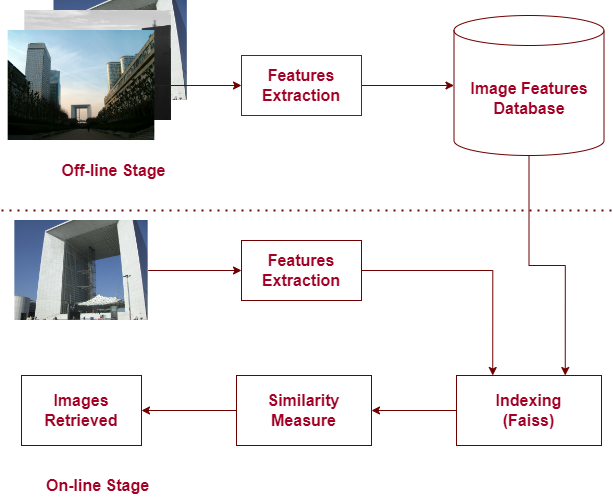 Features
Extraction
Image Features
Database
Off-line Stage
Features
Extraction
Images
Retrieved
Similarity
Measure
Indexing
(Faiss)
On-line Stage